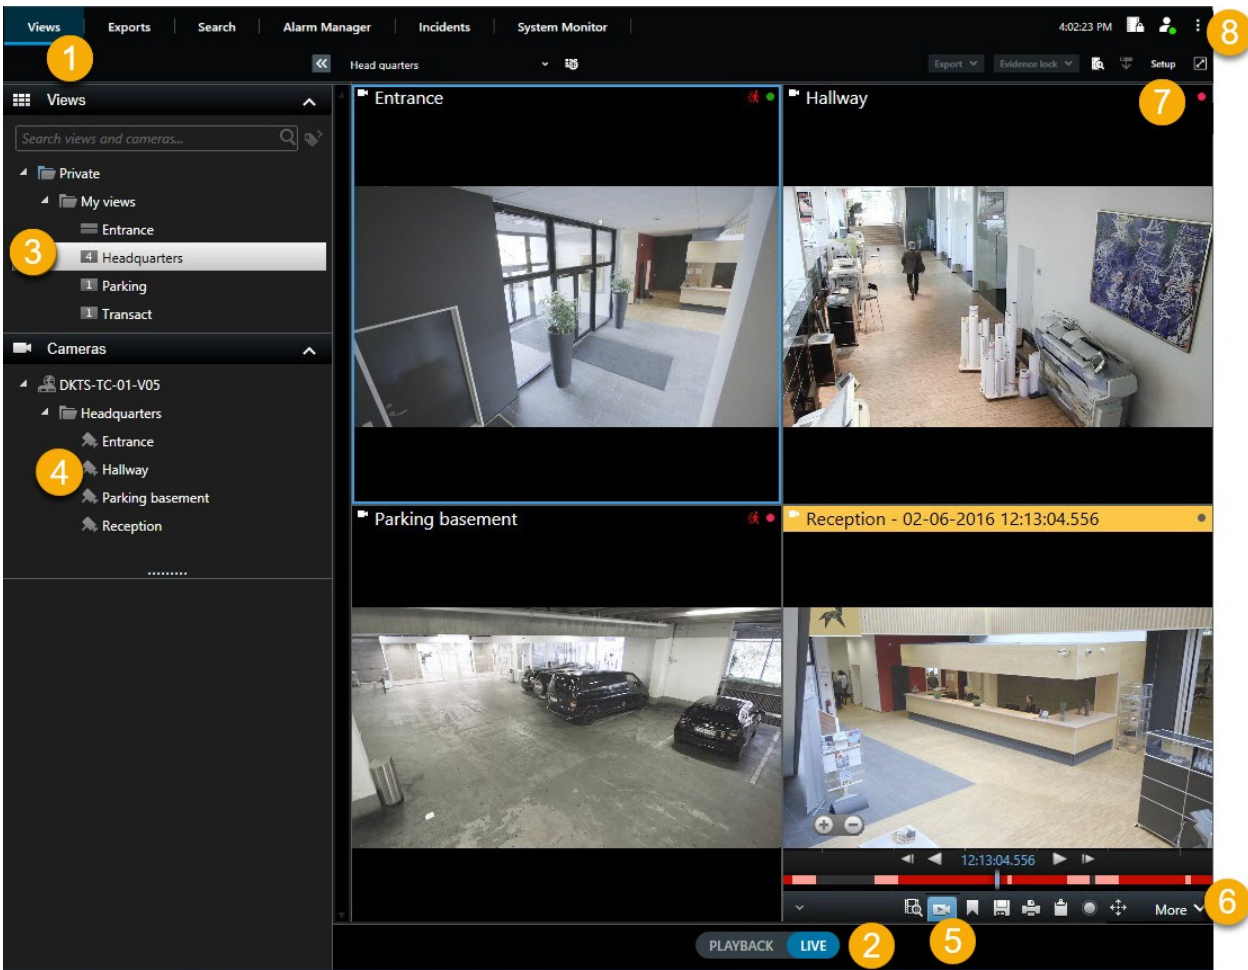 Views Exports Search Alarm Manager Incidents System Monitor 4:02:23 PM 8
1 Head quarters Export Evidence lock Setup
Views
Search views and cameras...
Private
My views
Entrance
3 4 Headquarters
1 Parking
1 Transact
Cameras
DKTS-TC-01-V05
Headquarters
Entrance
4 Hallway
Parking basement
Reception
Entrance
Hallway 7
Parking basement
Reception - 02-06-2016 12:13:04.556
12:13:04.556
More 6
PLAYBACK LIVE 2 5